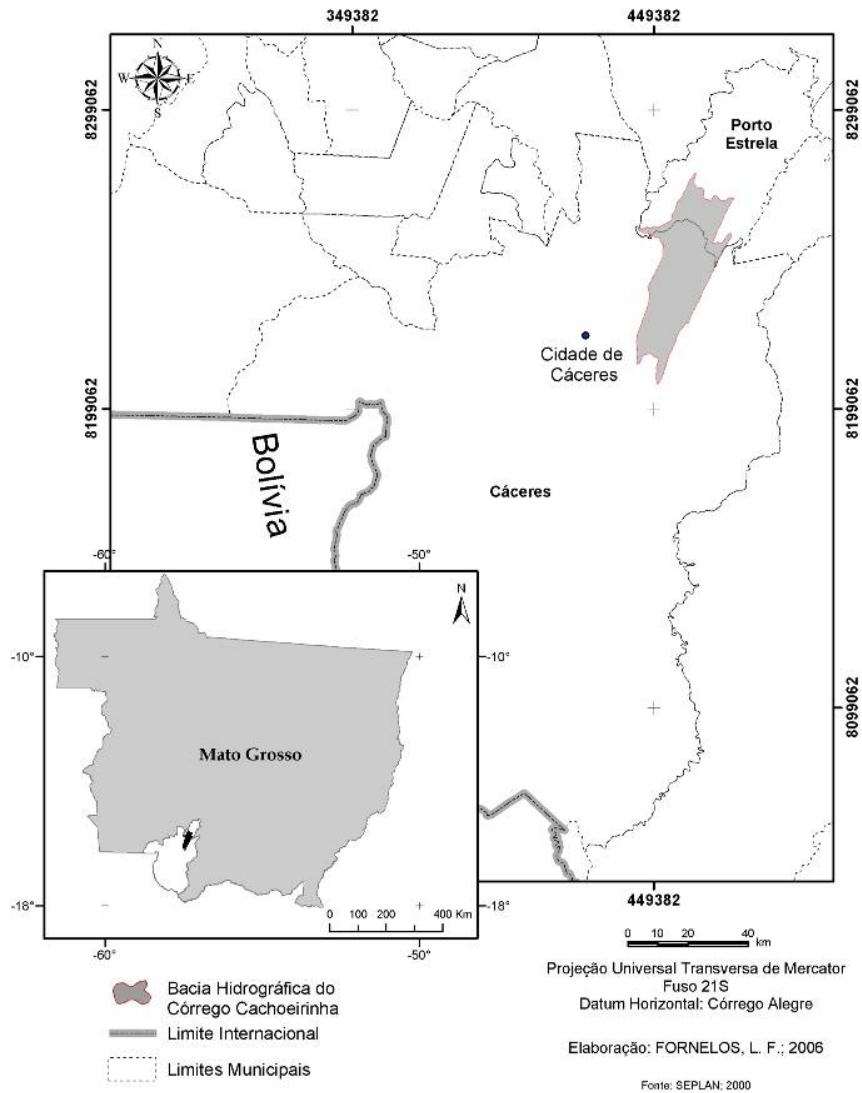 349382
449382
N
W
E
S
8299062
8299062
Porto
Estrela
Cidade de
Cáceres
8199062
8199062
Bolívia
Cáceres
-60°
-50°
N
-10°
-10°
8099062
Mato Grosso
-18°
-18°
0 100 200 400 Km
449382
-60°
-50°
0 10 20 40
km
Projeção Universal Transversa de Mercator
Fuso 21S
Datum Horizontal: Córrego Alegre
Bacia Hidrográfica do
Córrego Cachoeirinha
Limite Internacional
Limites Municipais
Elaboração: FORNELOS, L. F.; 2006
Fonte: SEPLAN; 2000